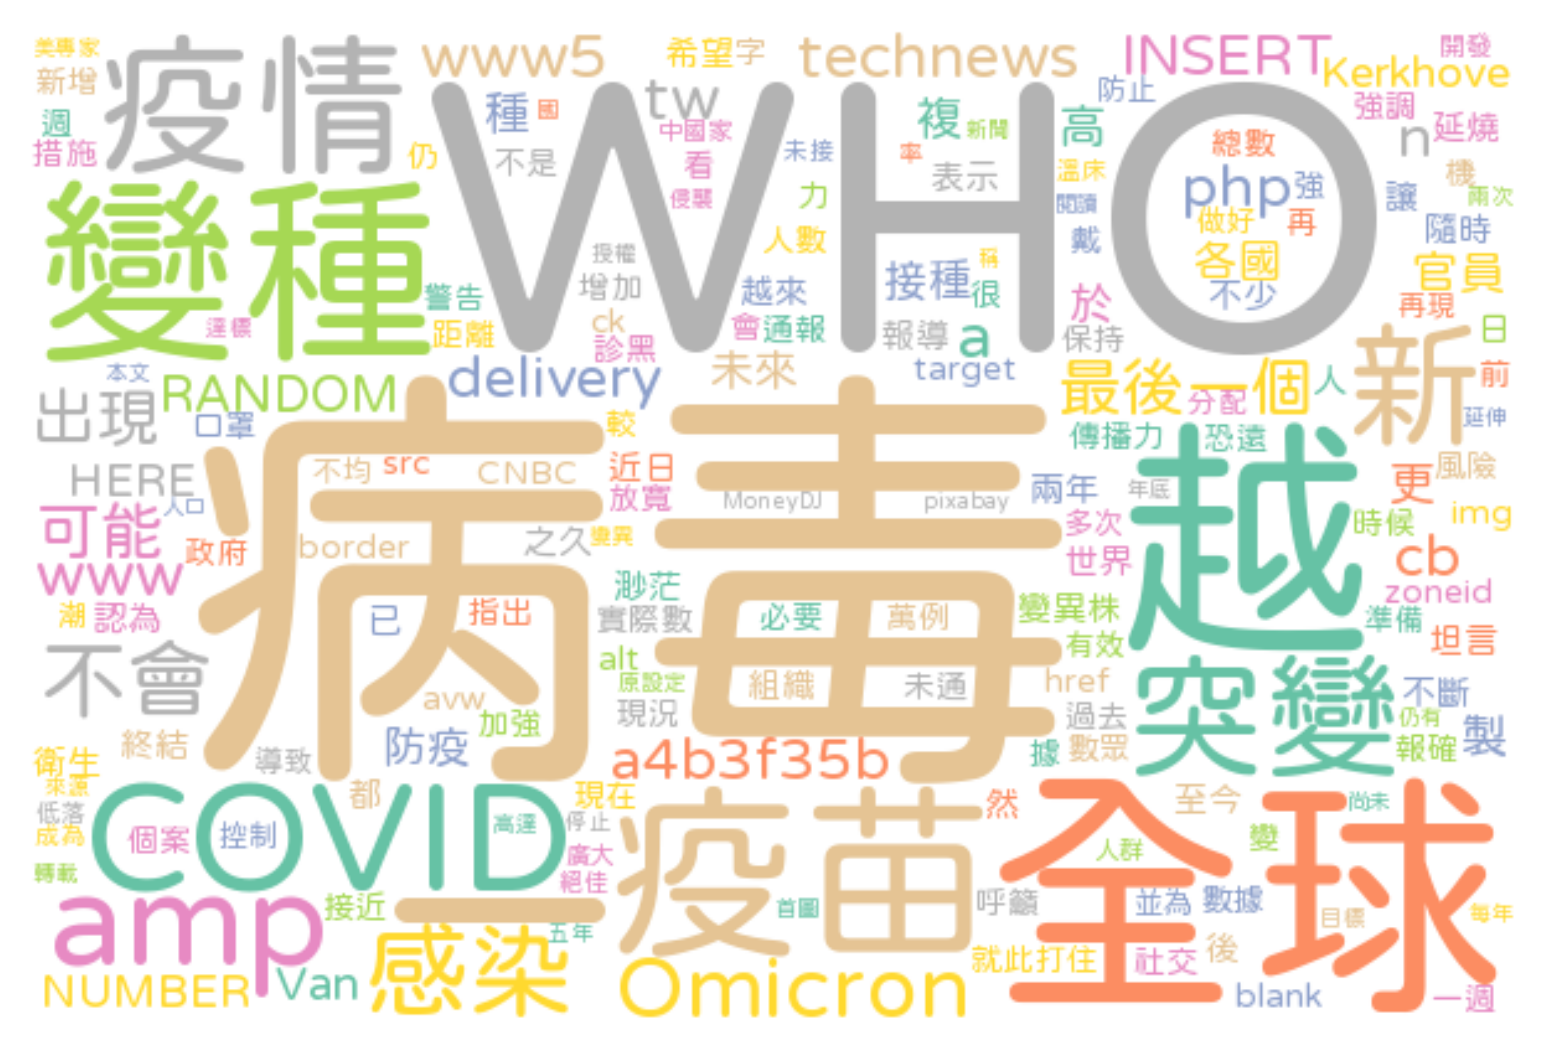 美專家
疫情
www5
希望
字
technews
INSERT
開發
新增
Kerkhove
tw
種
國
複
新聞
防止
強調
週
高
n
延燒
措施
仍
不是
中國家
看
未接
率
表示
溫床
總數
php
強
機
兩次
變種
WHO
侵襲
力
閱讀
做好
再
讓
隨時
授權
人數
戴
各國
官員
警告
增加
越來
接種
稱
很
於
不少
再現
達標
距離
ck
會
通報
報導
a
保持
日
診黑
本文
RANDOM
delivery
未來
target
最後一個
分配
人
新
前
出現
口罩
較
傳播力
恐遠
延伸
HERE
不均
src
CNBC
近日
放寬
MoneyDJ
pixabay
兩年
年底
越
更
風險
人口
可能
病毒
多次
時候
img
政府
border
之久
變異
世界
cb
www
渺茫
zoneid
潮
認為
已
指出
實際數
必要
萬例
變異株
準備
坦言
不會
alt
有效
原設定
組織
未通
href
突變
不斷
avw
加強
現況
過去
仍有
製
終結
防疫
導致
a4b3f35b
據
數眾
報確
衛生
來源
都
現在
然
全球
至今
尚未
低落
COVID
高達
停止
疫苗
成為
個案
控制
廣大
變
人群
轉載
絕佳
amp
接近
一
首圖
呼籲
並為
數據
目標
每年
五年
感染
就此打住
社交
後
NUMBER
Van
Omicron
blank
一週